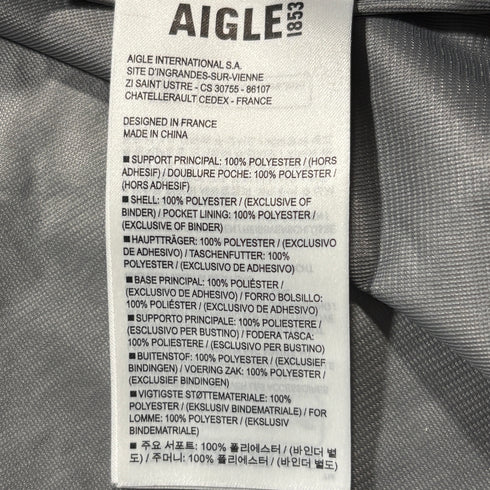 AIGLE 1853
AIGLE INTERNATIONAL S.A.
SITE D'INGRANDES-SUR-VIENNE
ZI SAINT USTRE - CS 30755 - 86107
CHATELLERAULT CEDEX - FRANCE
DESIGNED IN FRANCE
MADE IN CHINA
■ SUPPORT PRINCIPAL: 100% POLYESTER / (HORS
ADHESIF) / DOUBLURE POCHE: 100% POLYESTER /
(HORS ADHESIF)
■ SHELL: 100% POLYESTER / (EXCLUSIVE OF
BINDER) / POCKET LINING: 100% POLYESTER /
(EXCLUSIVE OF BINDER)
■ HAUPTTRÄGER: 100% POLYESTER / (EXCLUSIVO
DE ADHESIVO) / TASCHENFUTTER: 100%
POLYESTER / (EXCLUSIVO DE ADHESIVO)
■ BASE PRINCIPAL: 100% POLIÉSTER /
(EXCLUSIVO DE ADHESIVO) / FORRO BOLSILLO:
100% POLIÉSTER / (EXCLUSIVO DE ADHESIVO)
■ SUPPORTO PRINCIPALE: 100% POLIESTERE /
(ESCLUSIVO PER BUSTINO) / FODERA TASCA:
100% POLIESTERE / (ESCLUSIVO PER BUSTINO)
■ BUITENSTOF: 100% POLYESTER / (EXCLUSIEF
BINDINGEN) / VOERING ZAK: 100% POLYESTER /
(EXCLUSIEF BINDINGEN)
■ VIGTIGSTE STØTTEMATERIALE: 100%
POLYESTER / (EKSLUSIV BINDEMATRIALE) / FOR
LOMME: 100% POLYESTER / (EKSKLUSIV
BINDEMATRIALE)
■ 주요 서포트: 100% 폴리에스터 / (바인더 별
도) / 주머니: 100% 폴리에스터 / (바인더 별
도)